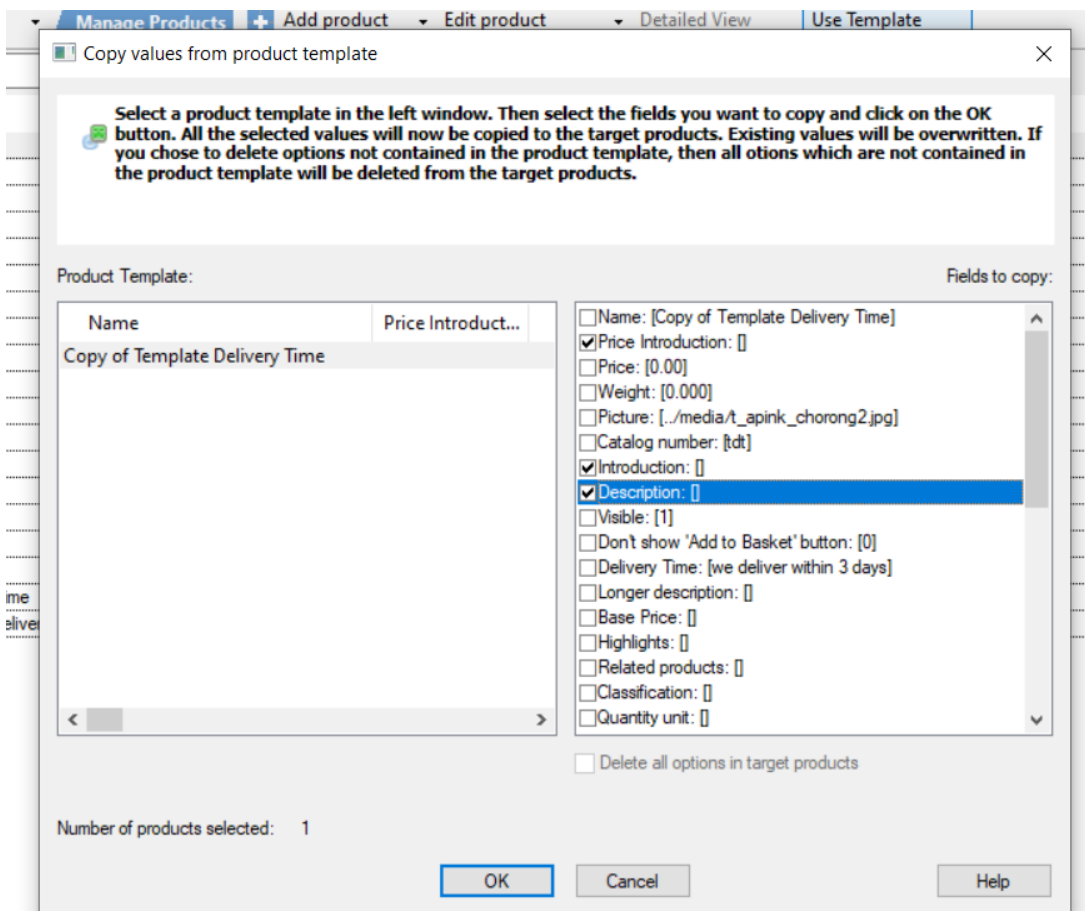 Manage Products + Add product Edit product Detailed View Use Template
Copy values from product template
Select a product template in the left window. Then select the fields you want to copy and click on the OK
button. All the selected values will now be copied to the target products. Existing values will be overwritten. If
you chose to delete options not contained in the product template, then all otions which are not contained in
the product template will be deleted from the target products.
Product Template:
Fields to copy:
Name Price Introduct...
Copy of Template Delivery Time
Name: [Copy of Template Delivery Time]
Price Introduction: []
Price: [0.00]
Weight: [0.000]
Picture: [../media/t_apink_chorong2.jpg]
Catalog number: [tdt]
Introduction: []
Description: []
Visible: [1]
Don't show 'Add to Basket' button: [0]
Delivery Time: [we deliver within 3 days]
Longer description: []
Base Price: []
Highlights: []
Related products: []
Classification: []
Quantity unit: []
ime
eliver
Delete all options in target products
Number of products selected: 1
OK Cancel Help